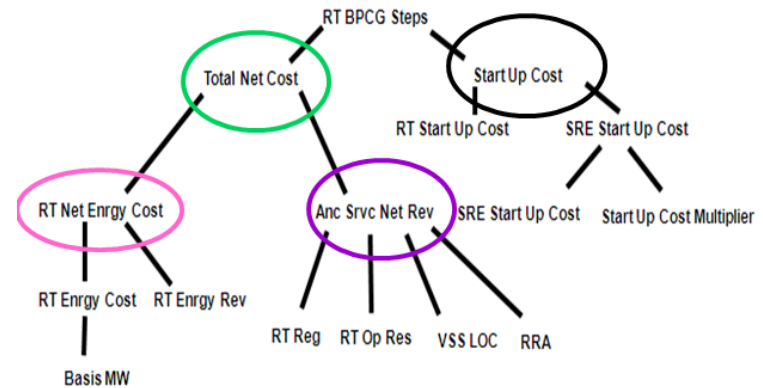 RT BPCG Steps
Total Net Cost
Start Up Cost
RT Start Up Cost
SRE Start Up Cost
RT Net Enrgy Cost
Anc Srvc Net Rev
SRE Start Up Cost
Start Up Cost Multiplier
RT Enrgy Cost
RT Enrgy Rev
RT Reg
RT Op Res
VSS LOC
RRA
Basis MW